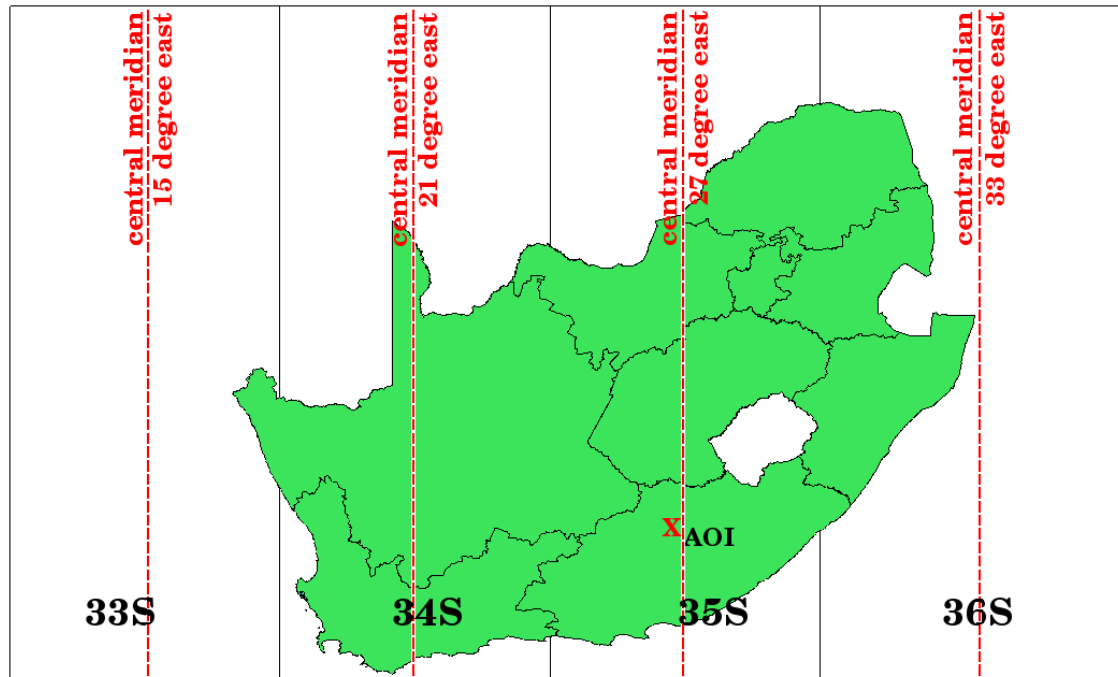 central meridian
15 degree east
central meridian
21 degree east
central meridian
27 degree east
central meridian
33 degree east
X
AOI
33S
34S
35S
36S